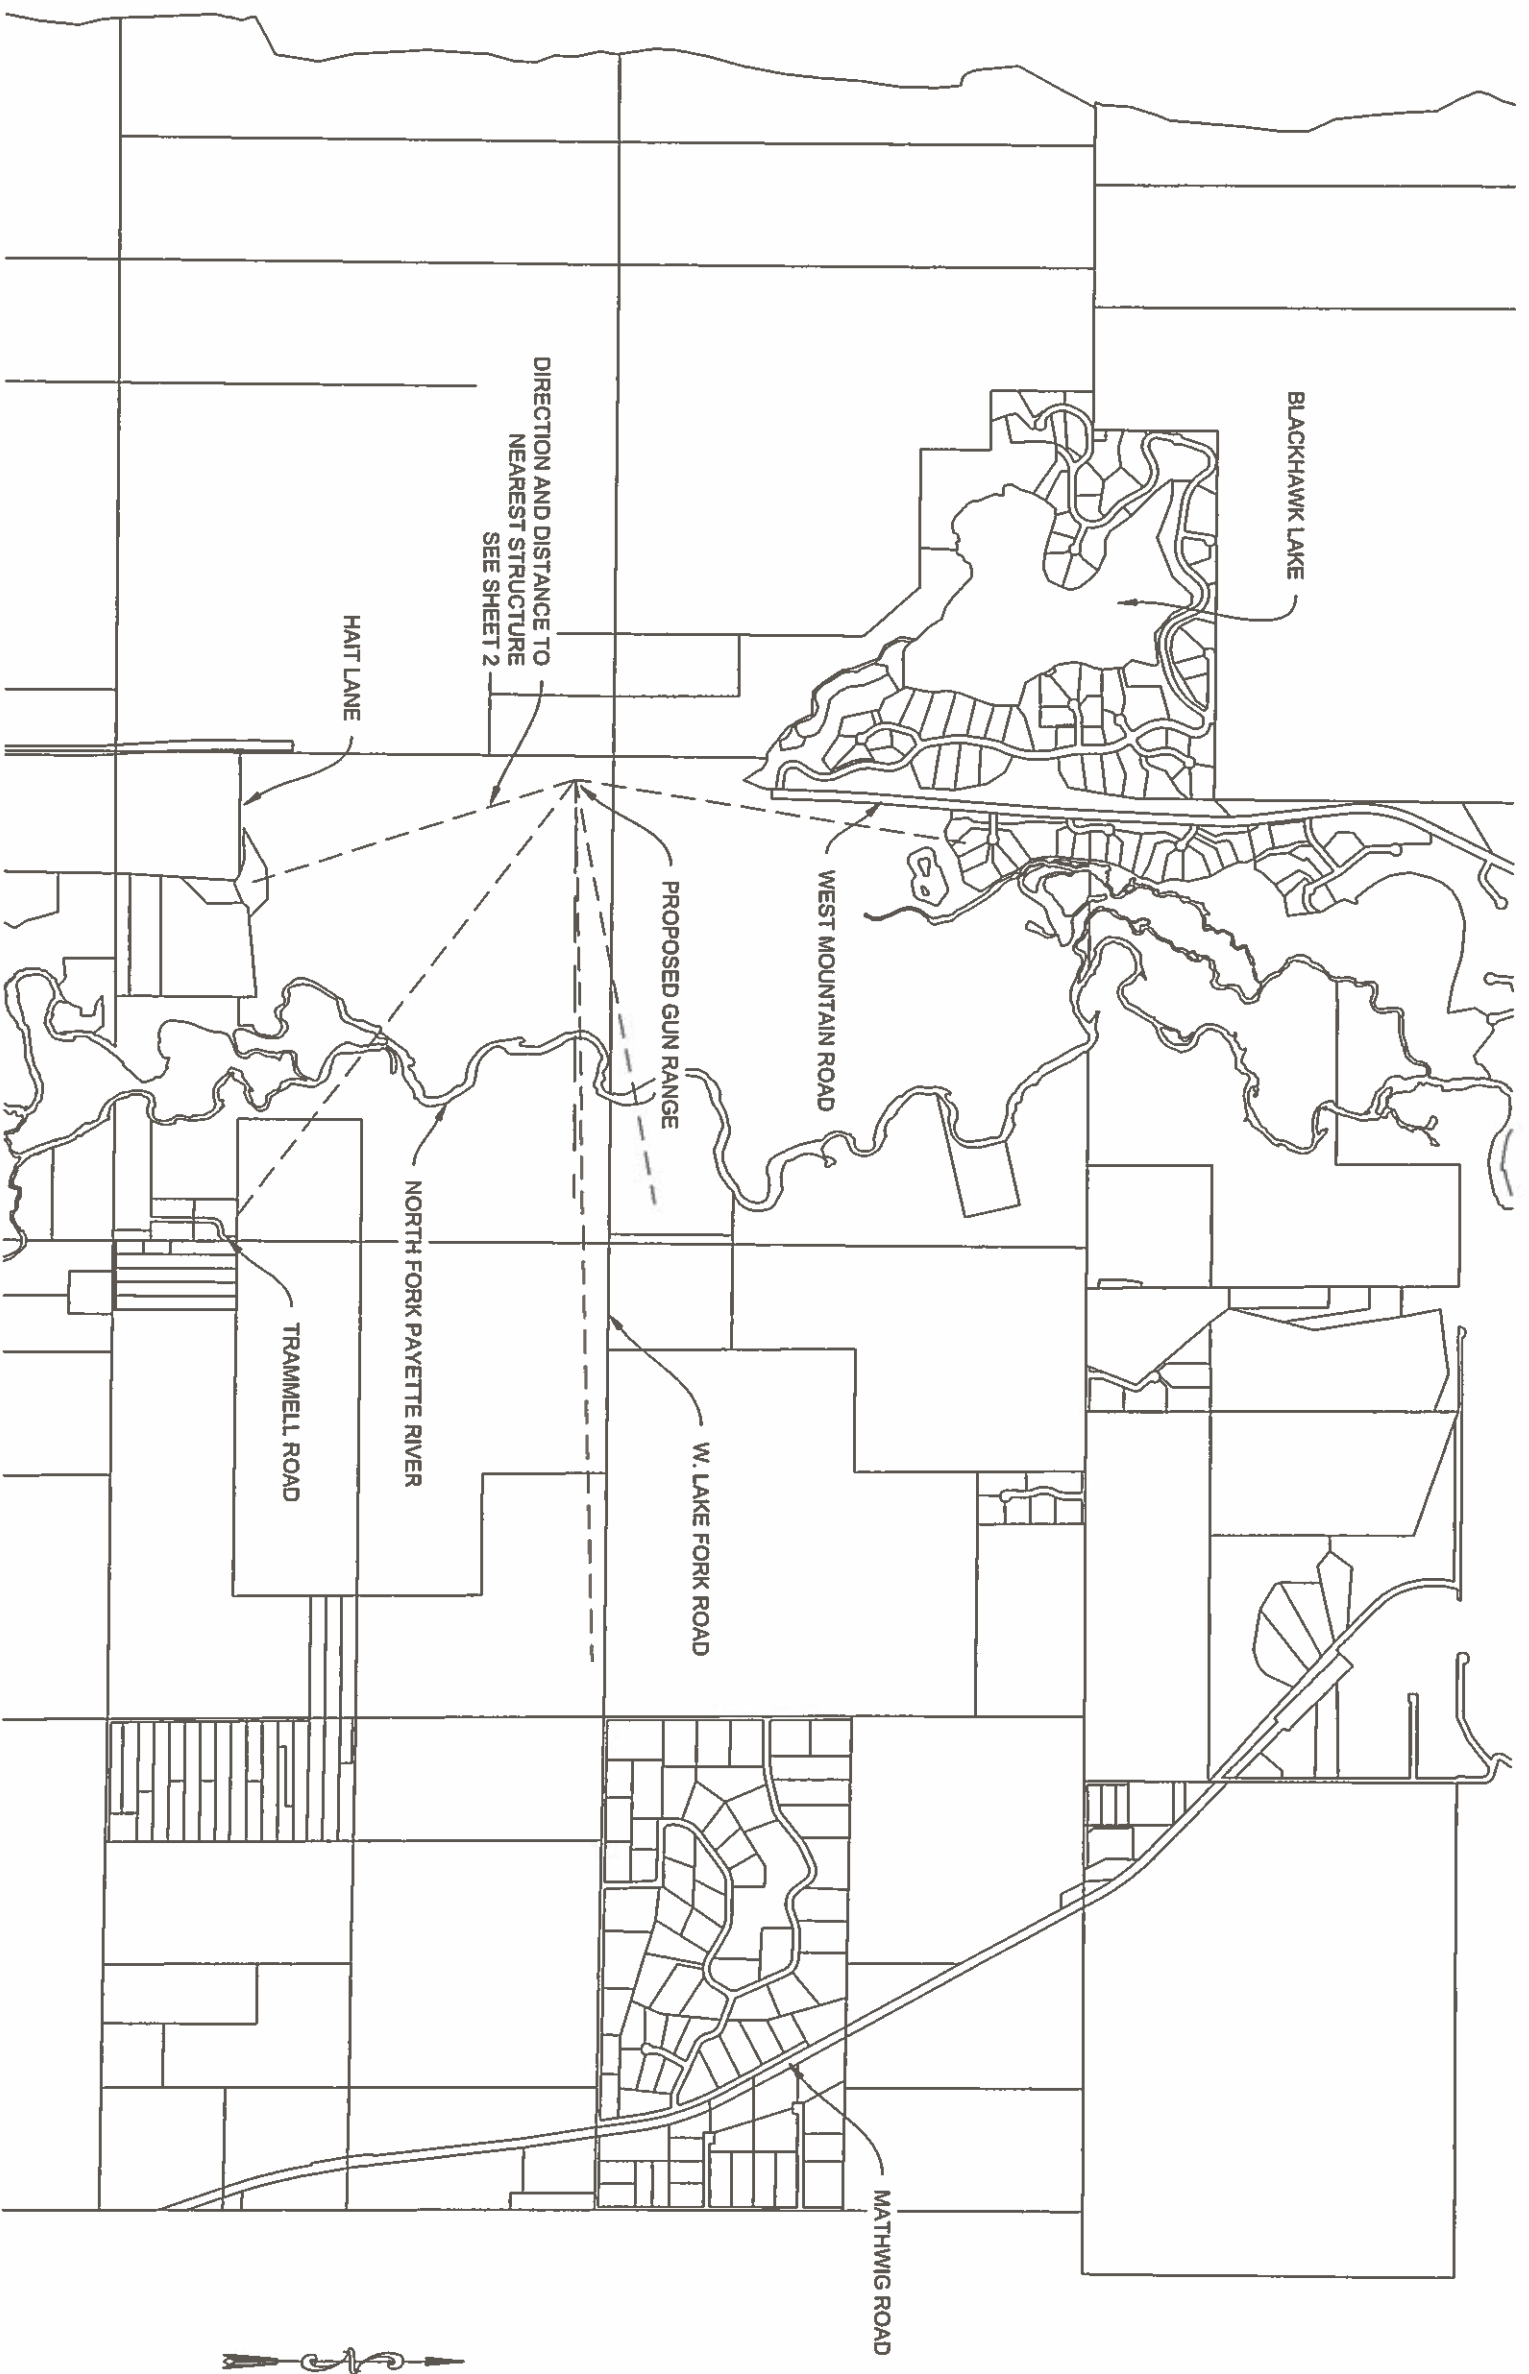 BLACKHAWK LAKE
DIRECTION AND DISTANCE TO
NEAREST STRUCTURE
SEE SHEET 2
HAIT LANE
WEST MOUNTAIN ROAD
PROPOSED GUN RANGE
NORTH FORK PAYETTE RIVER
TRAMMELL ROAD
W. LAKE FORK ROAD
MATHWIG ROAD